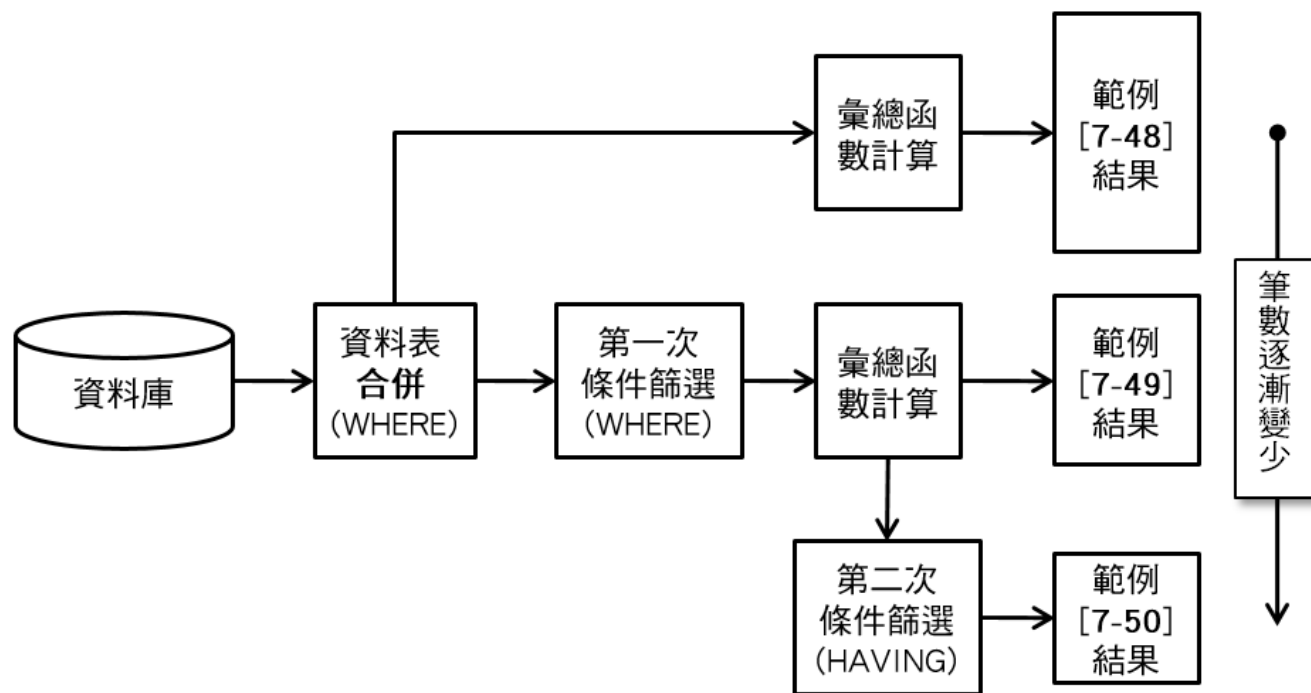 彙總函
數計算
範例
[7-48]
結果
資料庫
資料表
合併
(WHERE)
第一次
條件篩選
(WHERE)
彙總函
數計算
範例
[7-49]
結果
筆數逐漸變少
第二次
條件篩選
(HAVING)
範例
[7-50]
結果